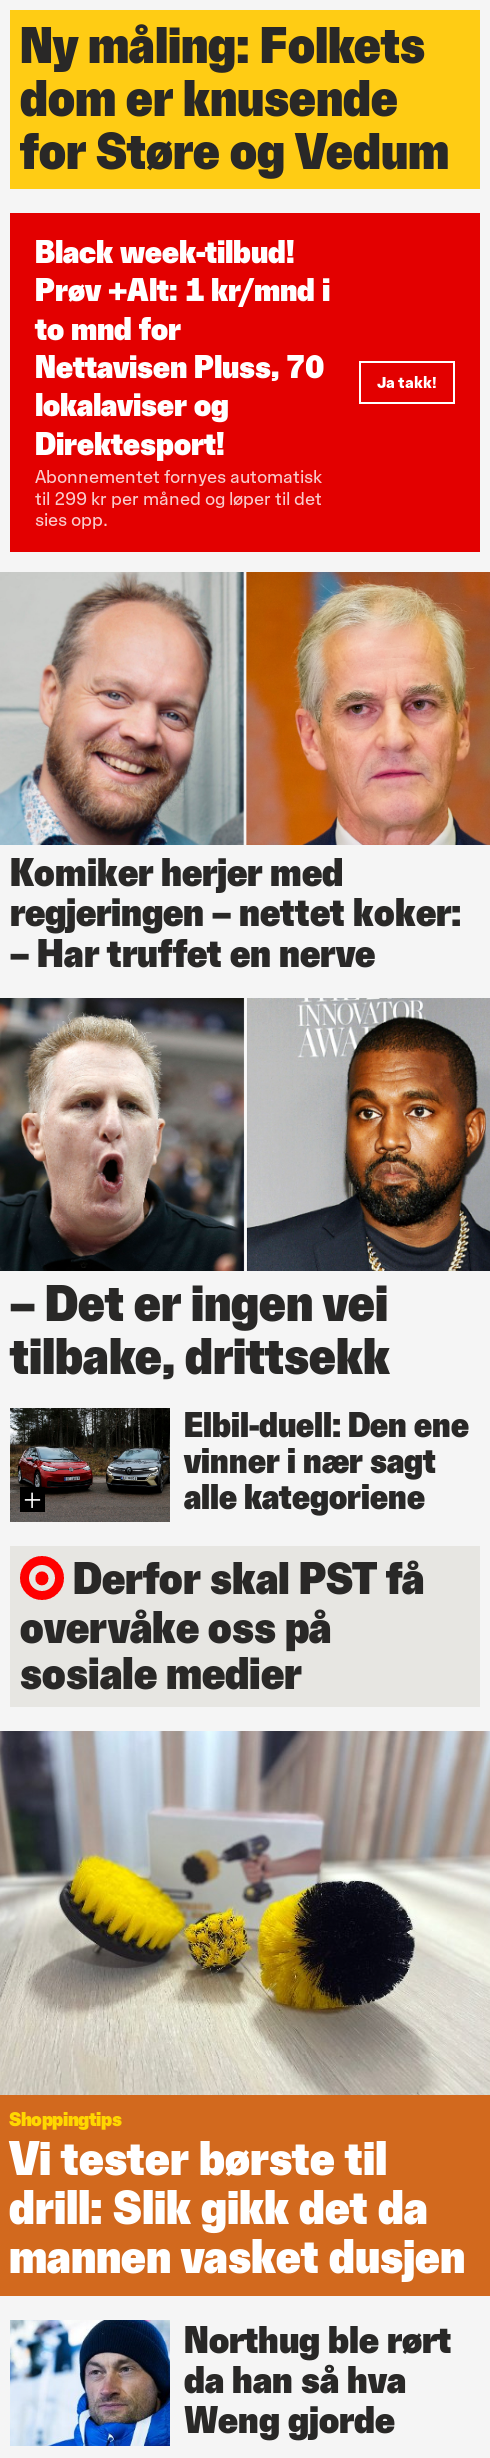 Ny måling: Folkets
dom er knusende
for Støre og Vedum
Black week-tilbud!
Prøv +Alt: 1 kr/mnd i
to mnd for
Nettavisen Pluss, 70
lokalaviser og
Direktesport!
Ja takk!
Abonnementet fornyes automatisk
til 299 kr per måned og løper til det
sies opp.
Komiker herjer med
regjeringen – nettet koker:
– Har truffet en nerve
INNOVATOR
– Det er ingen vei
tilbake, drittsekk
Elbil-duell: Den ene
vinner i nær sagt
alle kategoriene
Derfor skal PST få
overvåke oss på
sosiale medier
Shoppingtips
Vi tester børste til
drill: Slik gikk det da
mannen vasket dusjen
Northug ble rørt
da han så hva
Weng gjorde